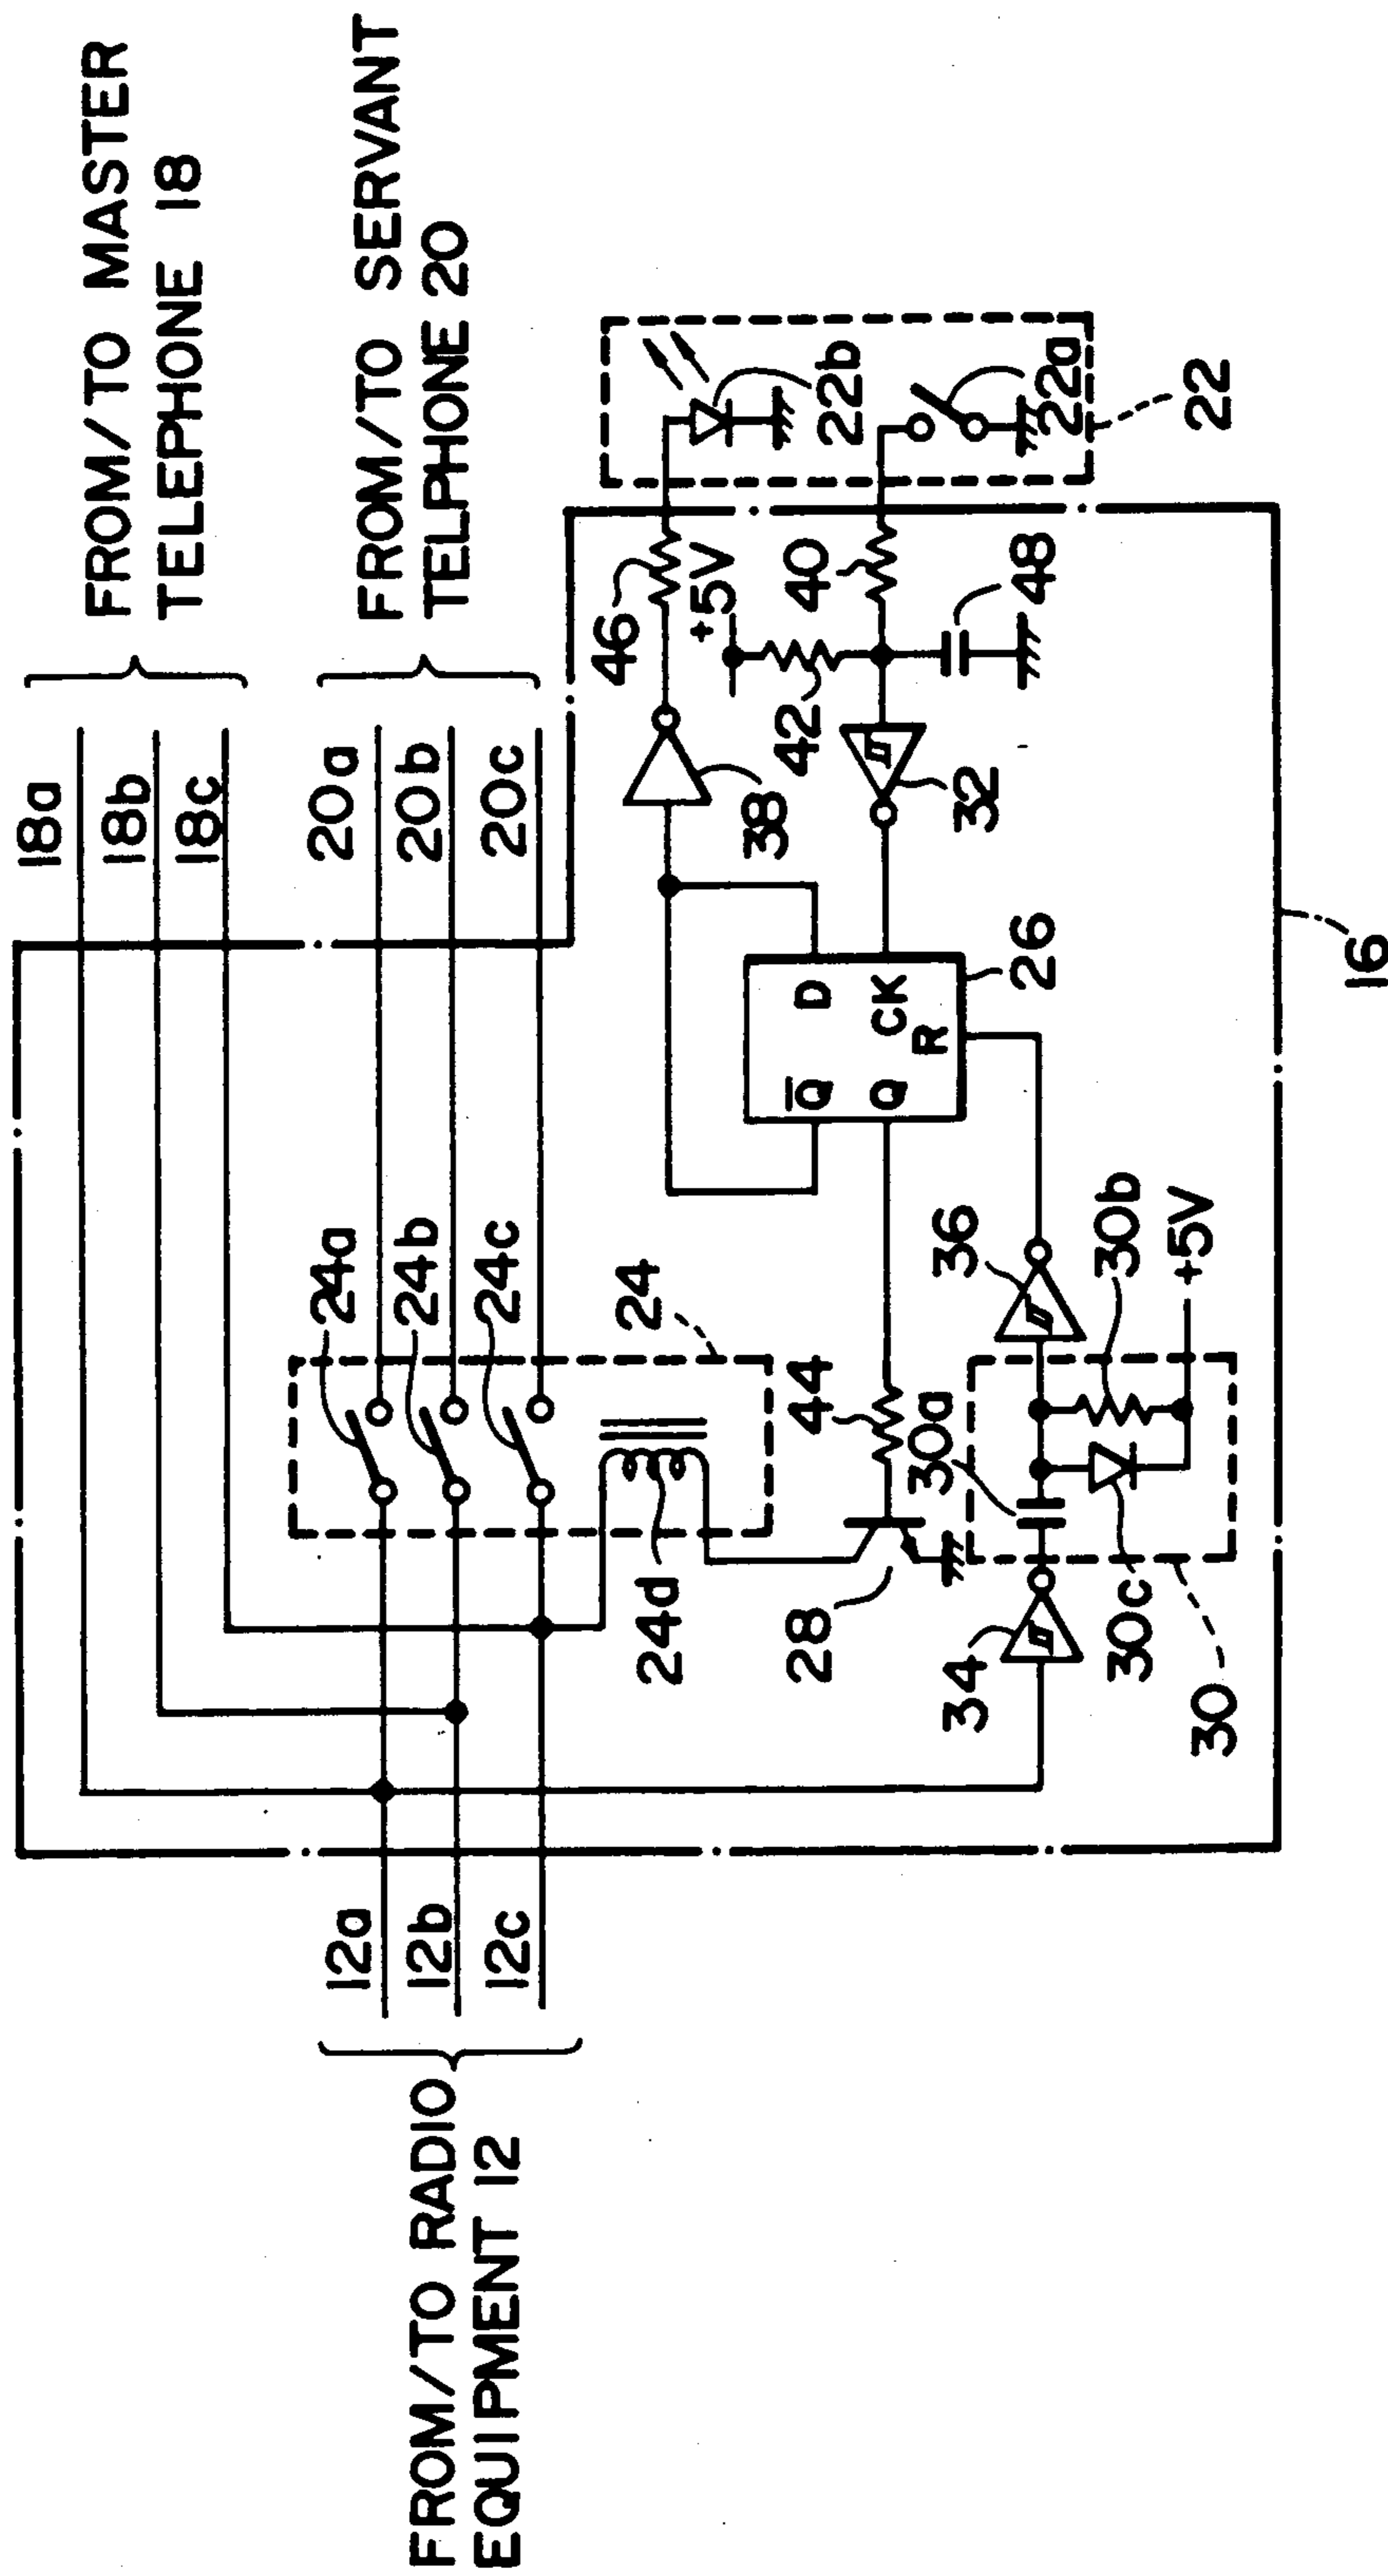 FROM/TO MASTER
TELEPHONE 18
FROM/TO SERVANT
TELPHONE 20
18a
18b
18c
20a
20b
20c
24a
24b
24c
24
24d
12a
12b
12c
FROM/TO RADIO
EQUIPMENT 12
46
+5V
42
40
48
38
32
22b
22a
22
D
CK
R
Q
Q
26
16
44
28
30a
36
30b
+5V
34
30c
30